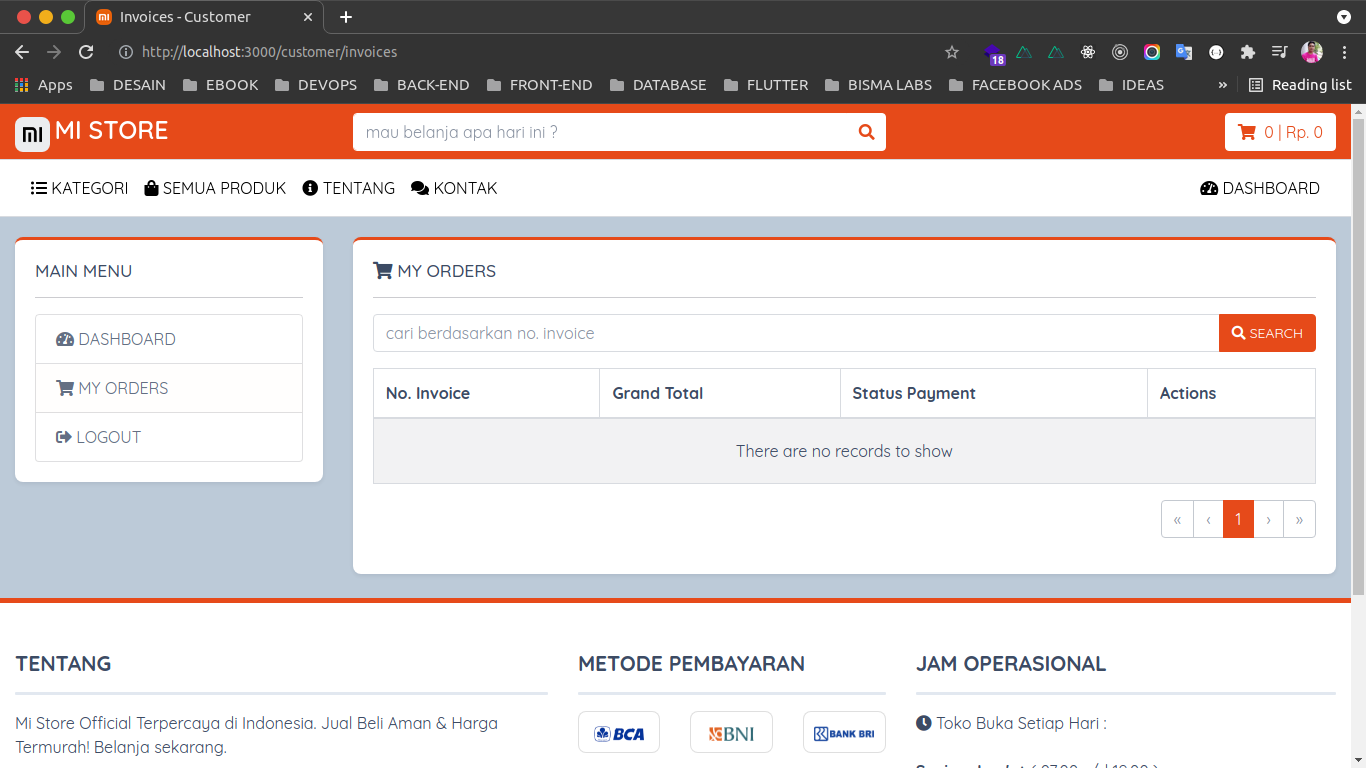 Invoices - Customer
http://localhost:3000/customer/invoices
18
Apps DESAIN EBOOK DEVOPS BACK-END FRONT-END DATABASE FLUTTER BISMA LABS FACEBOOK ADS IDEAS » Reading list
MI STORE
mau belanja apa hari ini ?
0 | Rp. 0
KATEGORI SEMUA PRODUK TENTANG KONTAK DASHBOARD
MAIN MENU
DASHBOARD
MY ORDERS
LOGOUT
MY ORDERS
cari berdasarkan no. invoice
SEARCH
No. Invoice Grand Total Status Payment Actions
There are no records to show
« ‹ 1 › »
TENTANG
Mi Store Official Terpercaya di Indonesia. Jual Beli Aman & Harga
Termurah! Belanja sekarang.
METODE PEMBAYARAN
BCA BNI BANK BRI
JAM OPERASIONAL
Toko Buka Setiap Hari :